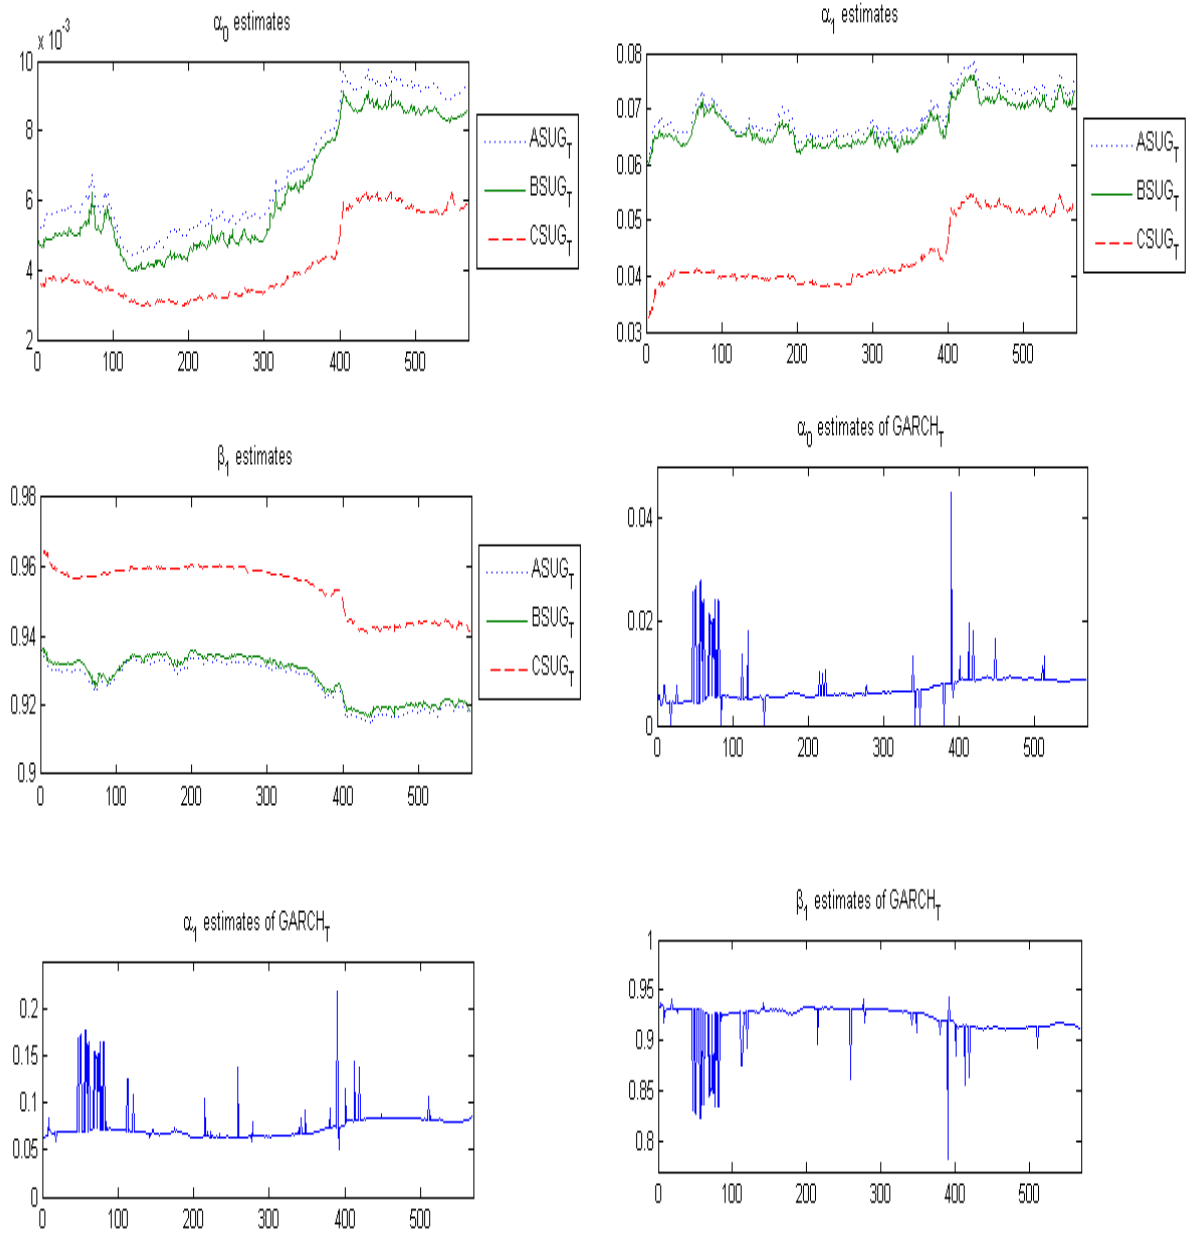 α0 estimates
x 10-3
10
8
6
4
2
0 100 200 300 400 500
ASUGT
BSUGT
CSUGT
α1 estimates
0.08
0.07
0.06
0.05
0.04
0.03
0 100 200 300 400 500
ASUGT
BSUGT
CSUGT
β1 estimates
0.98
0.96
0.94
0.92
0.9
0 100 200 300 400 500
ASUGT
BSUGT
CSUGT
α0 estimates of GARCHT
0.04
0.02
0
0 100 200 300 400 500
α1 estimates of GARCHT
0.2
0.15
0.1
0.05
0
0 100 200 300 400 500
β1 estimates of GARCHT
1
0.95
0.9
0.85
0.8
0 100 200 300 400 500